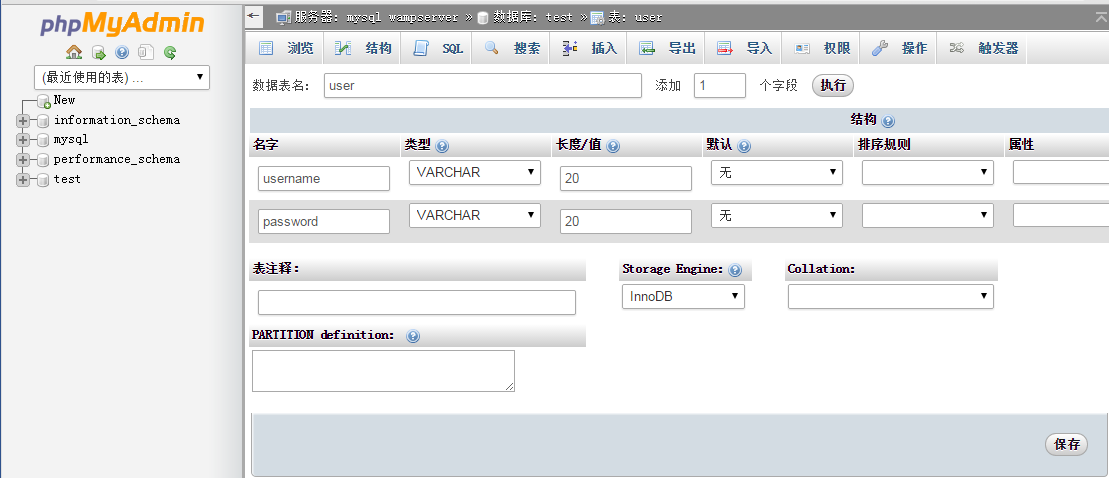 phpMyAdmin
(最近使用的表) ...
New
information_schema
mysql
performance_schema
test
服务器: mysql wampserver » 数据库: test » 表: user
浏览 结构 SQL 搜索 插入 导出 导入 权限 操作 触发器
数据表名: user 添加 1 个字段 执行
结构
名字 类型 长度/值 默认 排序规则 属性
username VARCHAR 20 无
password VARCHAR 20 无
表注释: Storage Engine: Collation:
InnoDB
PARTITION definition:
保存